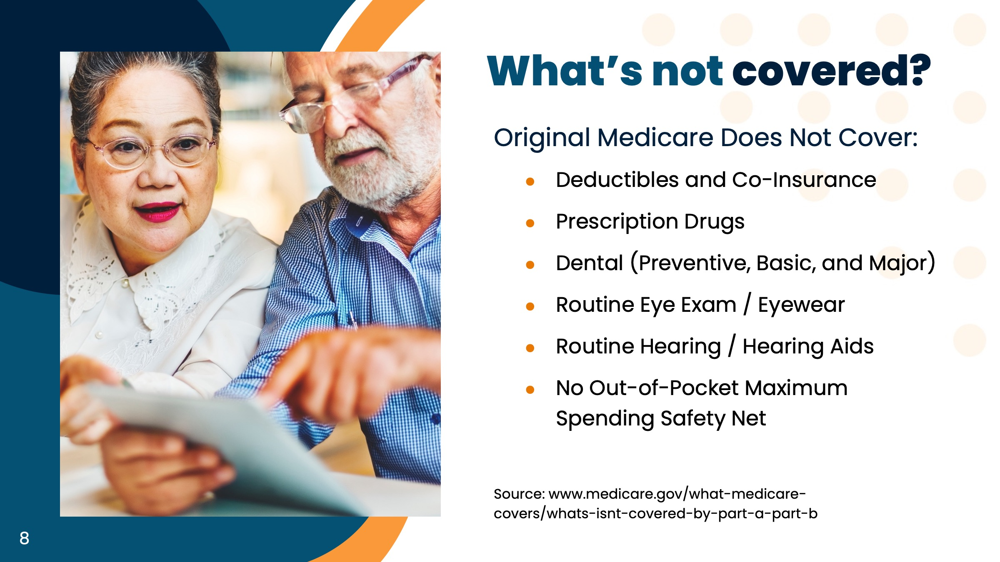 What’s not covered?
Original Medicare Does Not Cover:
• Deductibles and Co-Insurance
• Prescription Drugs
• Dental (Preventive, Basic, and Major)
• Routine Eye Exam / Eyewear
• Routine Hearing / Hearing Aids
• No Out-of-Pocket Maximum
Spending Safety Net
Source: www.medicare.gov/what-medicare-
covers/whats-isnt-covered-by-part-a-part-b
8